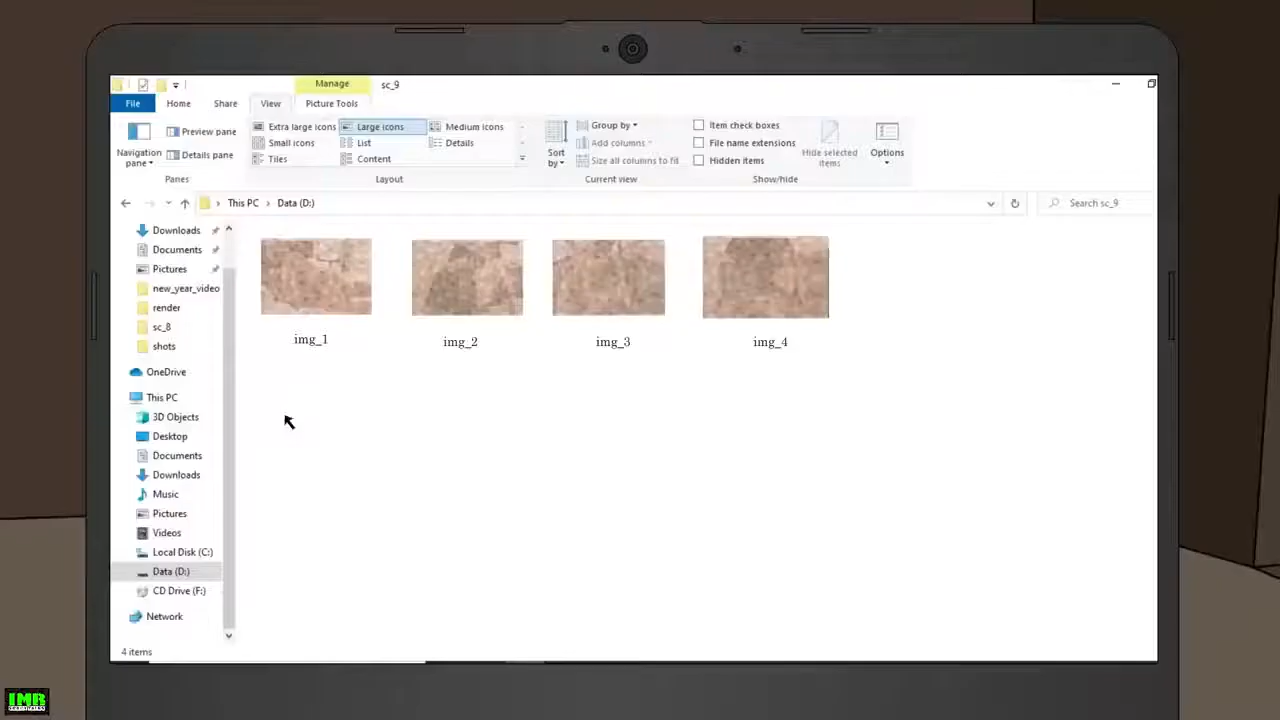 Manage
sc_9
File
Home
Share
View
Picture Tools
Navigation pane
Preview pane
Details pane
Panes
Extra large icons
Large icons
Medium icons
Small icons
List
Details
Tiles
Content
Layout
Sort by
Group by
Add columns
Size all columns to fit
Current view
Item check boxes
File name extensions
Hidden items
Hide selected items
Show/hide
Options
This PC > Data (D:)
Search sc_9
Downloads
Documents
Pictures
new_year_video
render
sc_8
shots
OneDrive
This PC
3D Objects
Desktop
Documents
Downloads
Music
Pictures
Videos
Local Disk (C:)
Data (D:)
CD Drive (F:)
Network
img_1
img_2
img_3
img_4
4 items
IMR